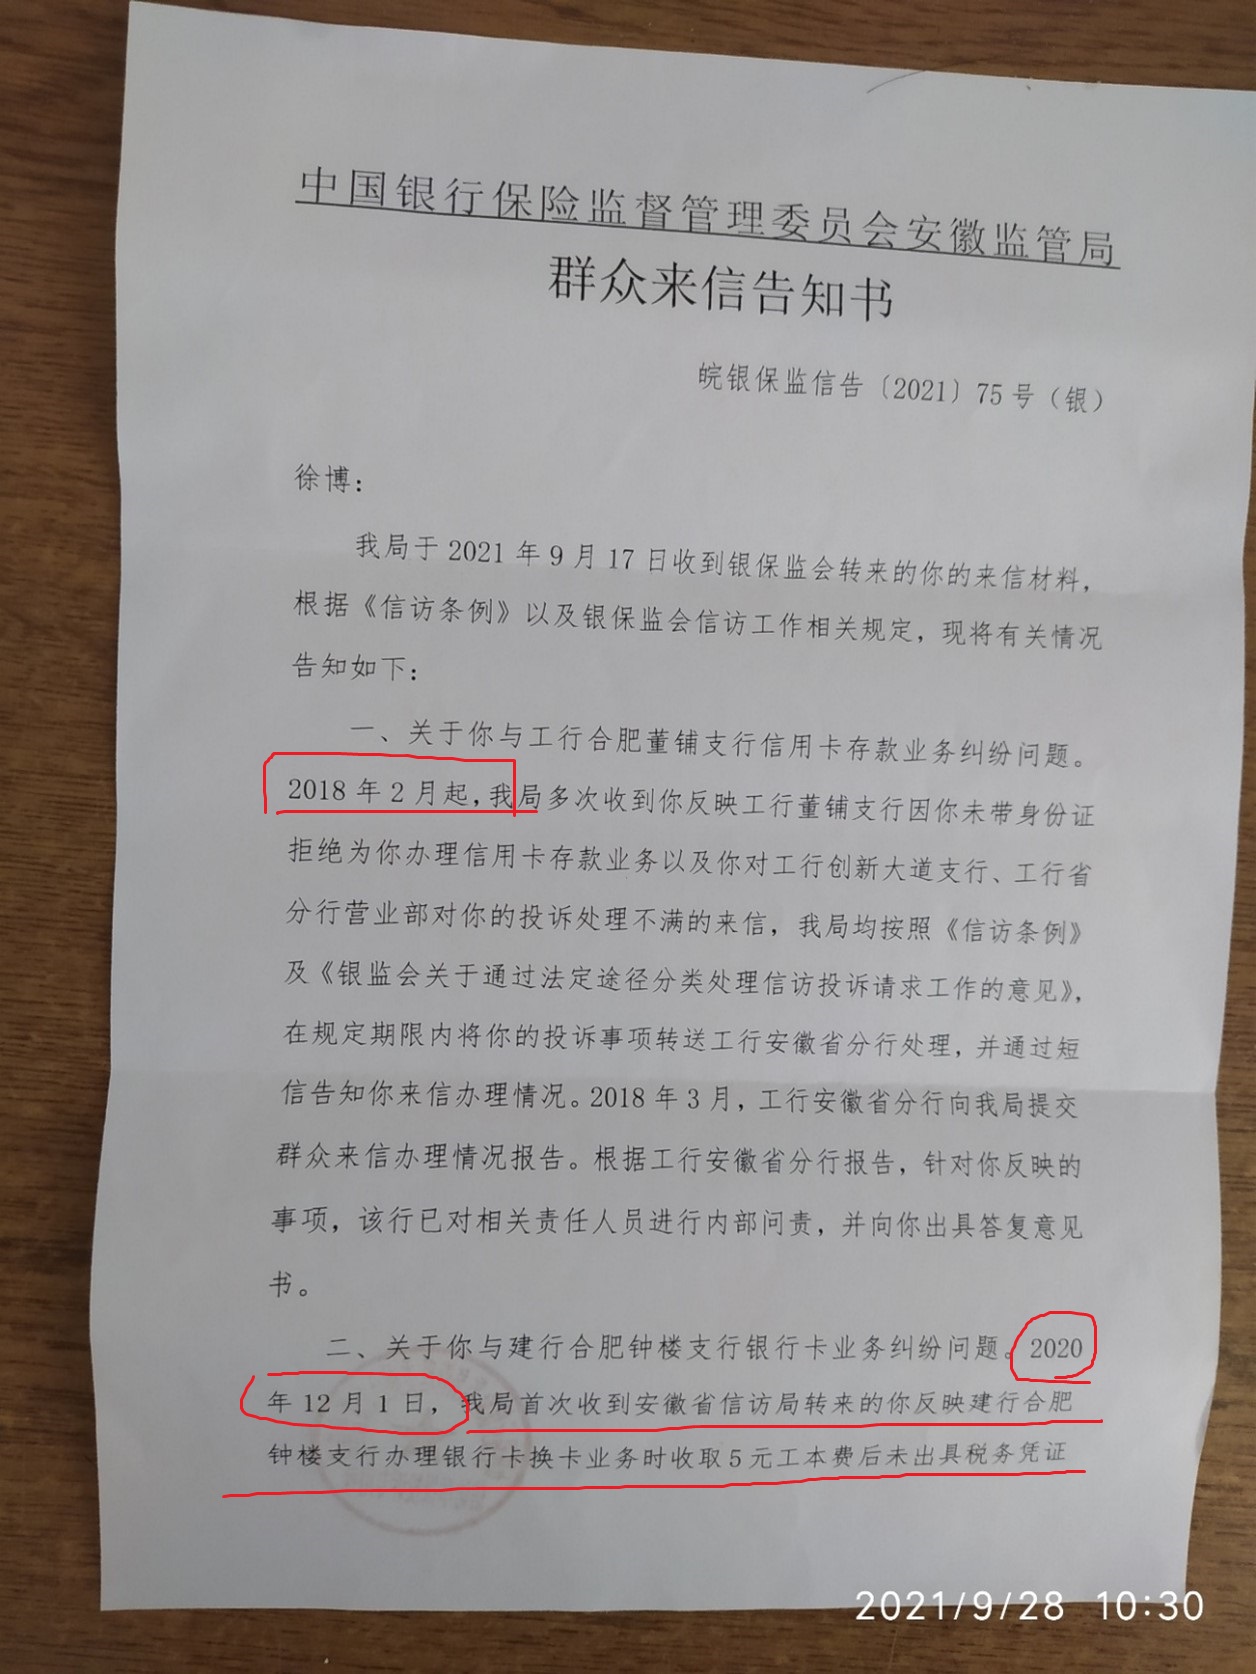 中国银行保险监督管理委员会安徽监管局
群众来信告知书
皖银保监信告〔2021〕75号（银）
徐博：
我局于2021年9月17日收到银保监会转来的你的来信材料，
根据《信访条例》以及银保监会信访工作相关规定，现将有关情况
告知如下：
一、关于你与工行合肥董铺支行信用卡存款业务纠纷问题。
2018年2月起，我局多次收到你反映工行董铺支行因你未带身份证
拒绝为你办理信用卡存款业务以及你对工行创新大道支行、工行省
分行营业部对你的投诉处理不满的来信，我局均按照《信访条例》
及《银监会关于通过法定途径分类处理信访投诉请求工作的意见》，
在规定期限内将你的投诉事项转送工行安徽省分行处理，并通过短
信告知你来信办理情况。2018年3月，工行安徽省分行向我局提交
群众来信办理情况报告。根据工行安徽省分行报告，针对你反映的
事项，该行已对相关责任人员进行内部问责，并向你出具答复意见
书。
二、关于你与建行合肥钟楼支行银行卡业务纠纷问题。2020
年12月1日，我局首次收到安徽省信访局转来的你反映建行合肥
钟楼支行办理银行卡换卡业务时收取5元工本费后未出具税务凭证
2021/9/28 10:30